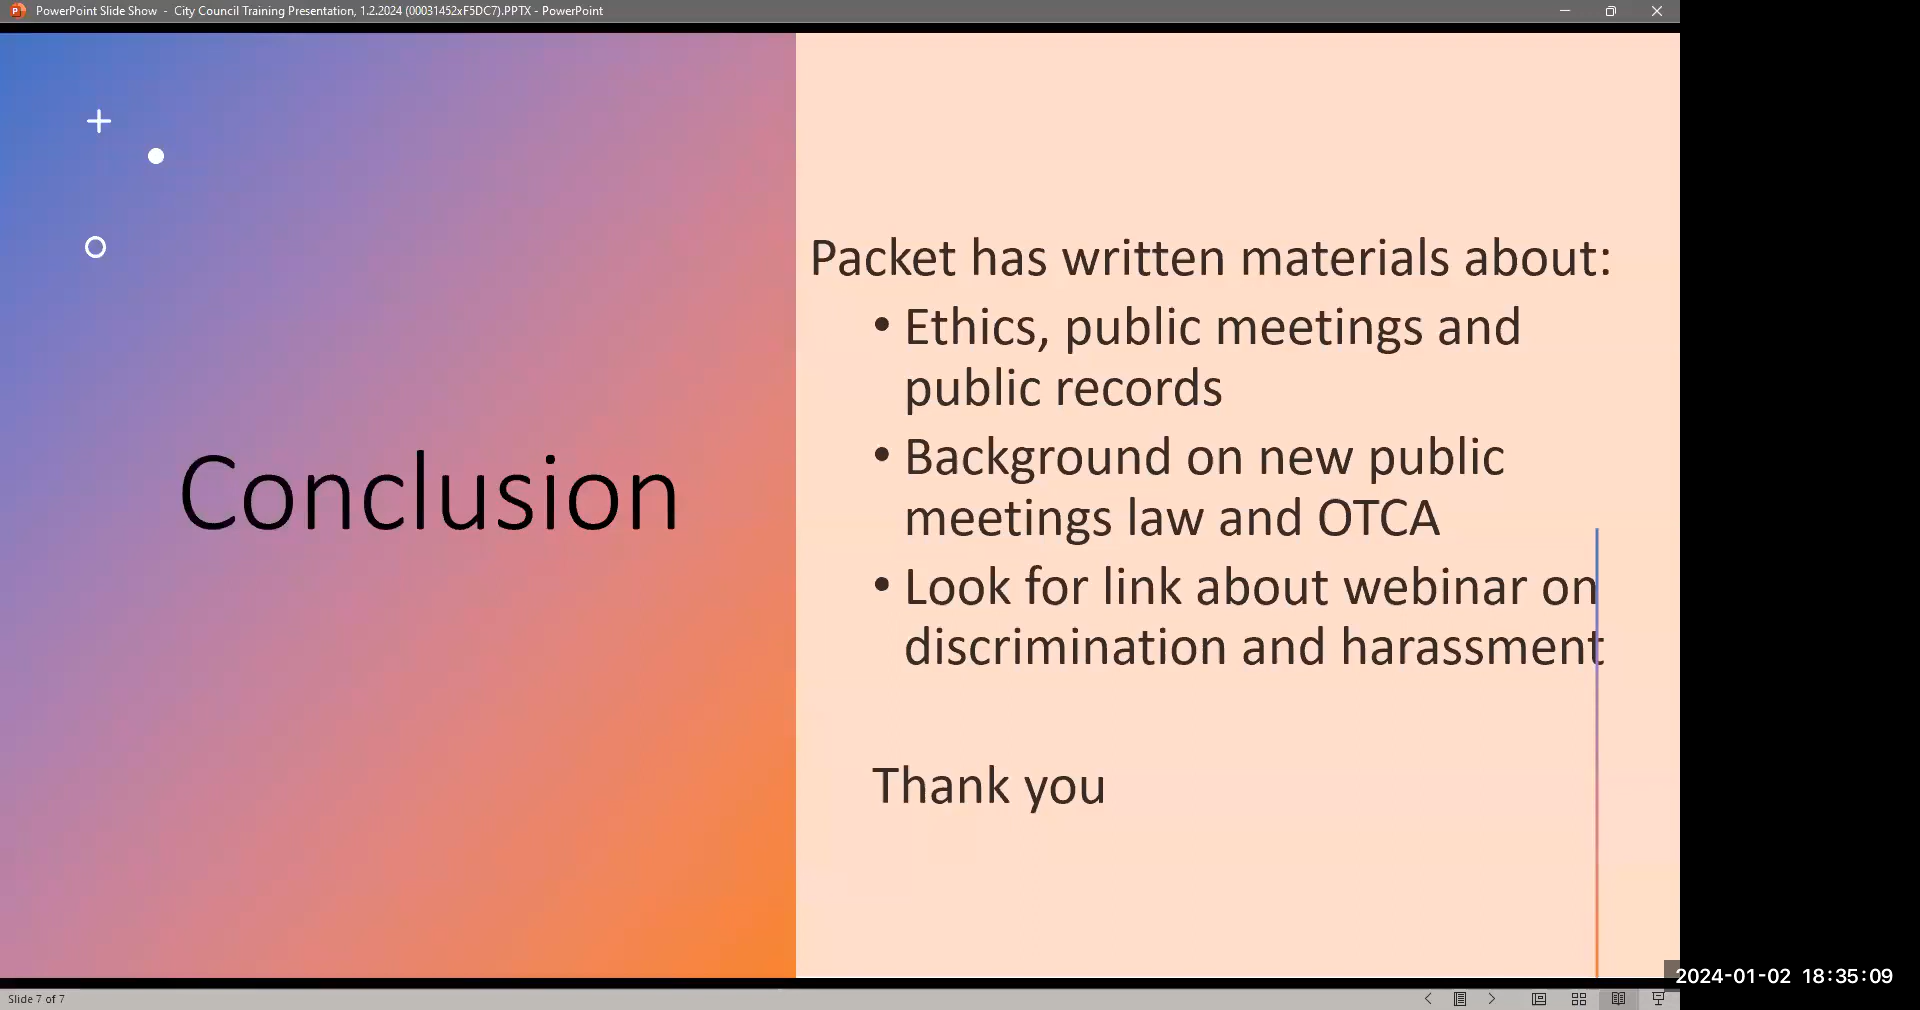 PowerPoint Slide Show - City Council Training Presentation, 1.2.2024 (00031452xF5DC7).PPTX - PowerPoint
Conclusion
Packet has written materials about:
• Ethics, public meetings and
public records
• Background on new public
meetings law and OTCA
• Look for link about webinar on
discrimination and harassment
Thank you
2024-01-02 18:35:09
Slide 7 of 7